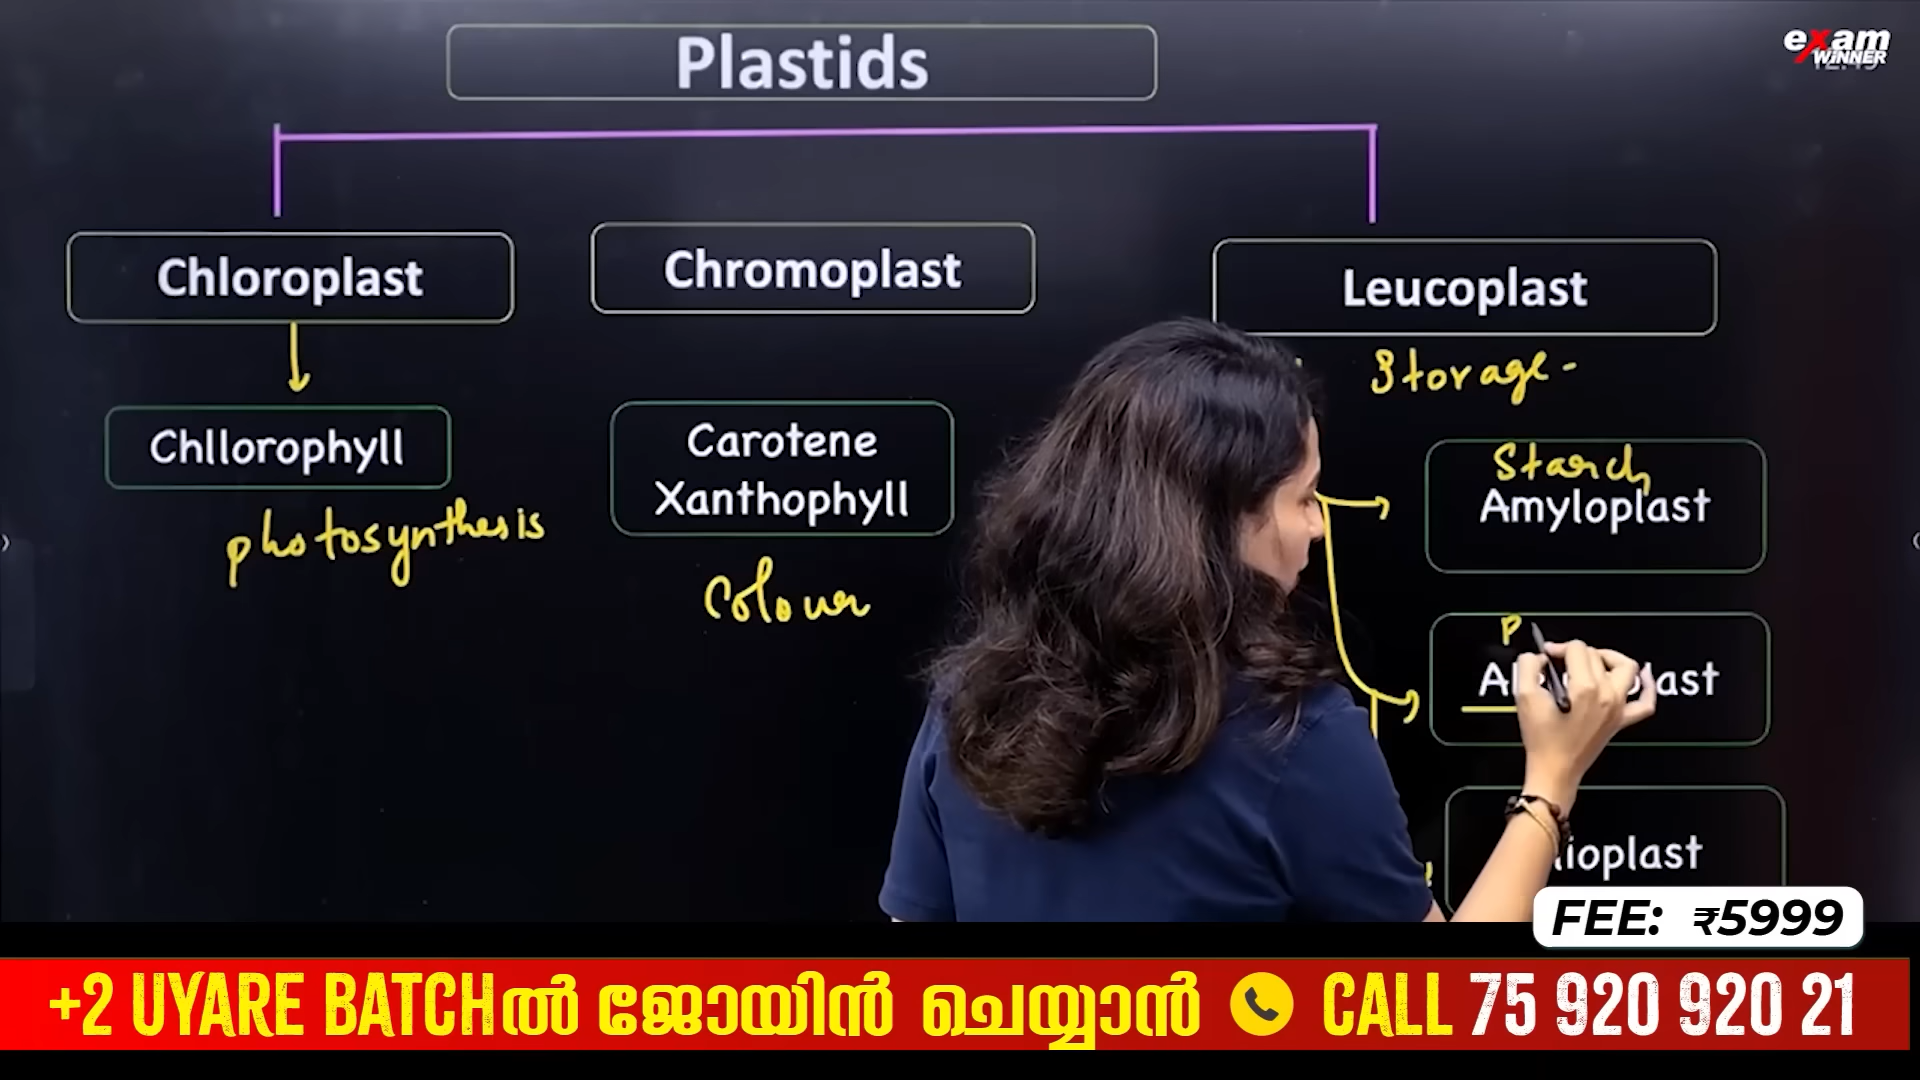 Plastids
exam
WINNER
Chloroplast
Chromoplast
Leucoplast
Storage -
Chllorophyll
Carotene
Xanthophyll
Starch
Amyloplast
photosynthesis
Colour
P
FEE: ₹5999
+2 UYARE BATCHൽ ജോയിൻ ചെയ്യാൻ CALL 75 920 920 21